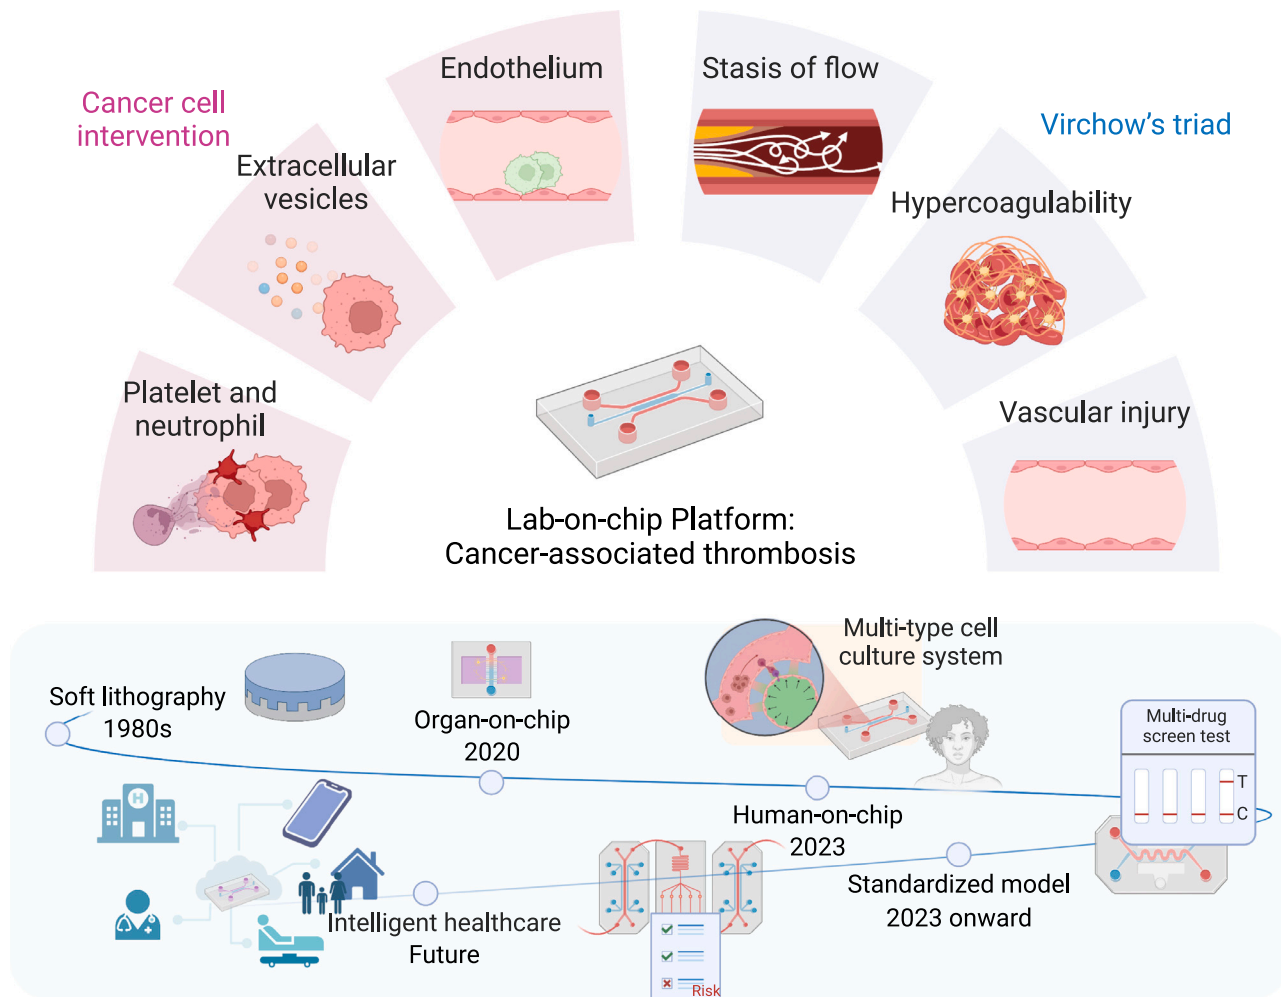 Cancer cell
intervention
Endothelium
Stasis of flow
Virchow's triad
Extracellular
vesicles
Hypercoagulability
Platelet and
neutrophil
Vascular injury
Lab-on-chip Platform:
Cancer-associated thrombosis
Soft lithography
1980s
Organ-on-chip
2020
Multi-type cell
culture system
Human-on-chip
2023
Multi-drug
screen test
T
C
Standardized model
2023 onward
H
Intelligent healthcare
Future
Risk